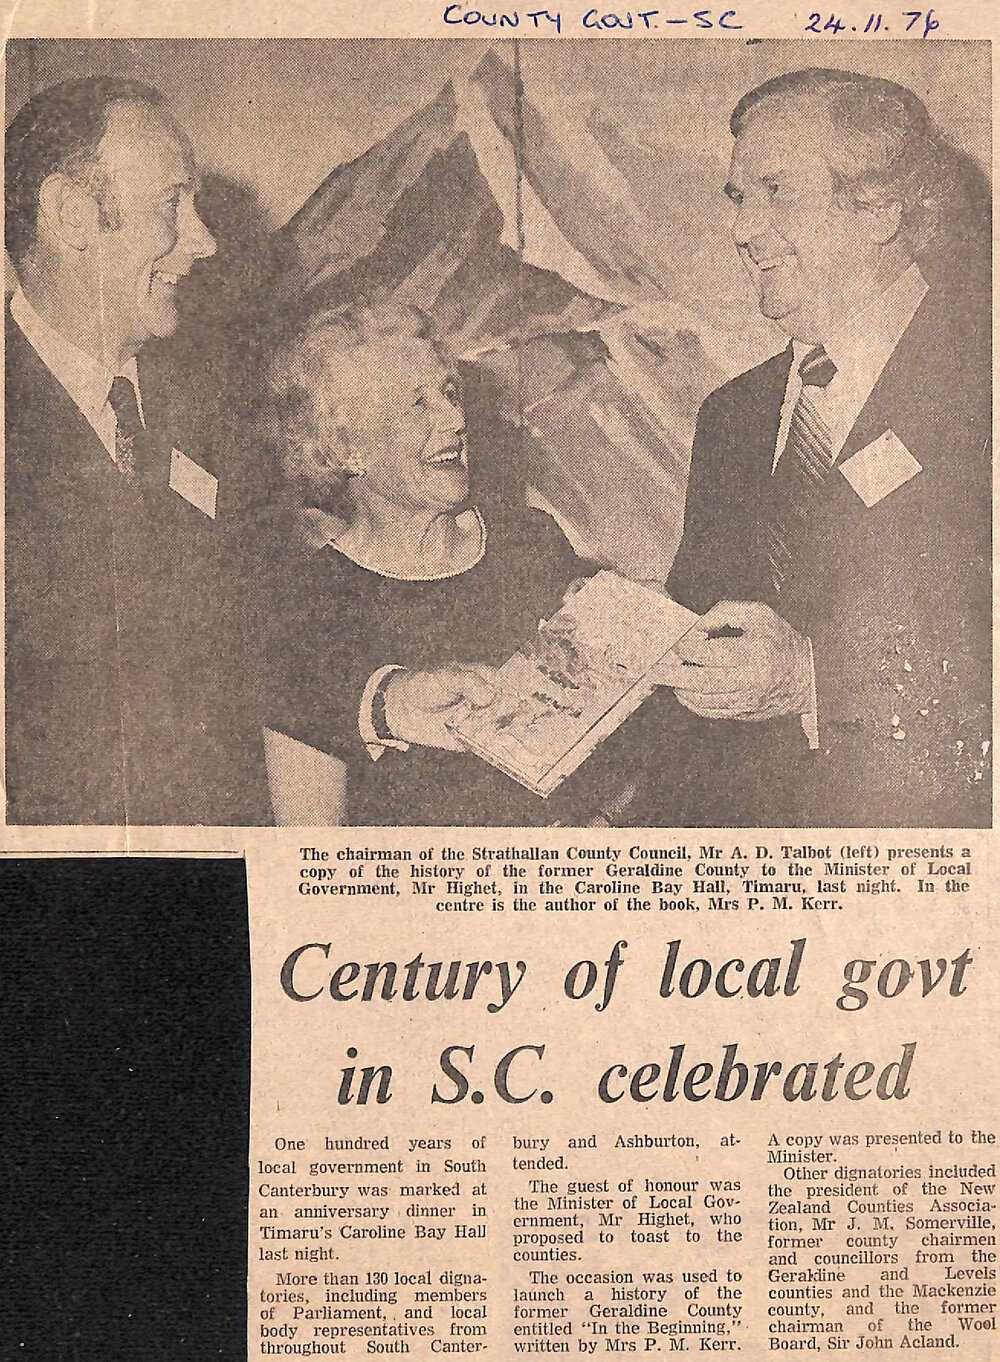 COUNTY GOVT. – SC 24.11.76
The chairman of the Strathallan County Council, Mr A. D. Talbot (left) presents a
copy of the history of the former Geraldine County to the Minister of Local
Government, Mr Highet, in the Caroline Bay Hall, Timaru, last night. In the
centre is the author of the book, Mrs P. M. Kerr.
Century of local govt
in S.C. celebrated
One hundred years of
local government in South
Canterbury was marked at
an anniversary dinner in
Timaru's Caroline Bay Hall
last night.
More than 130 local digna-
tories, including members
of Parliament, and local
body representatives from
throughout South Canter-
bury and Ashburton, at-
tended.
The guest of honour was
the Minister of Local Gov-
ernment, Mr Highet, who
proposed to toast to the
counties.
The occasion was used to
launch a history of the
former Geraldine County
entitled "In the Beginning,"
written by Mrs P. M. Kerr.
A copy was presented to the
Minister.
Other dignatories included
the president of the New
Zealand Counties Associa-
tion, Mr J. M. Somerville,
former county chairmen
and councillors from the
Geraldine and Levels
counties and the Mackenzie
county, and the former
chairman of the Wool
Board, Sir John Acland.